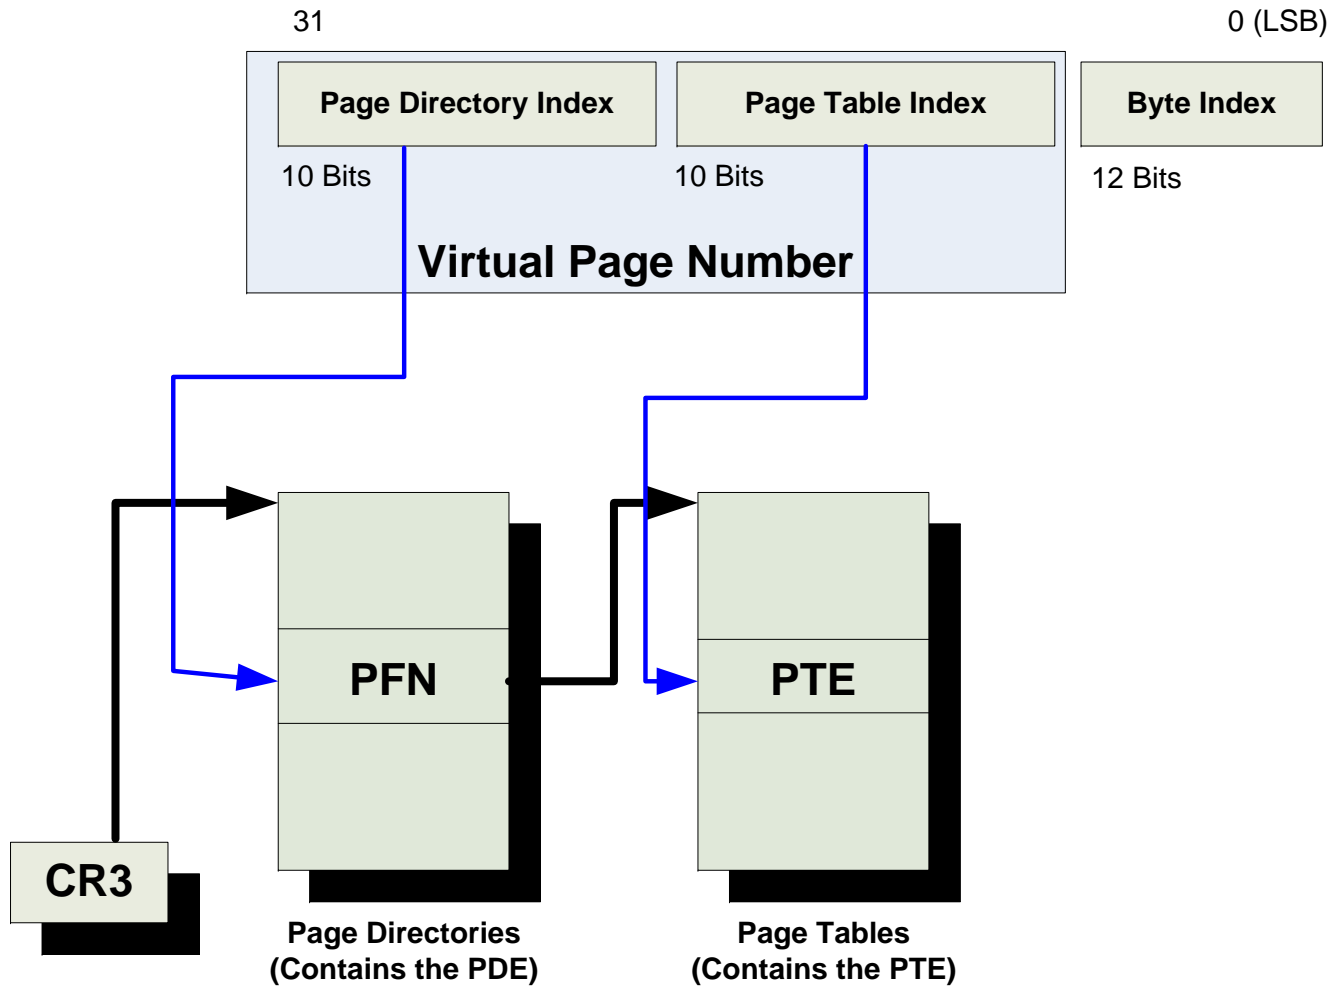 31
0 (LSB)
Page Directory Index
Page Table Index
Byte Index
10 Bits
10 Bits
12 Bits
Virtual Page Number
PFN
PTE
CR3
Page Directories
(Contains the PDE)
Page Tables
(Contains the PTE)